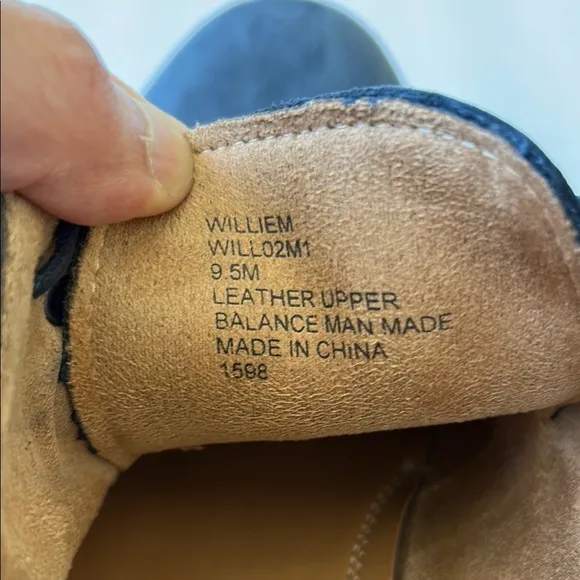 WILLIEM
WILL02M1
9 5M
LEATHER UPPER
BALANCE MAN MADE
MADE IN CHINA
1598